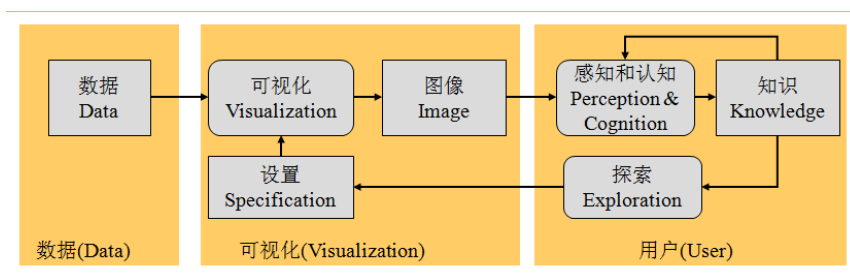 数据
Data
可视化
Visualization
图像
Image
感知和认知
Perception &
Cognition
知识
Knowledge
设置
Specification
探索
Exploration
数据(Data)
可视化(Visualization)
用户(User)